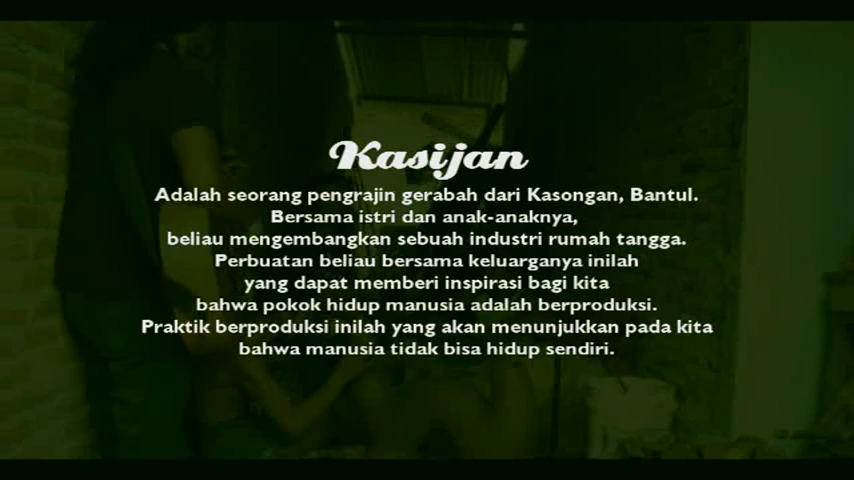 Kasijan
Adalah seorang pengrajin gerabah dari Kasongan, Bantul.
Bersama istri dan anak-anaknya,
beliau mengembangkan sebuah industri rumah tangga.
Perbuatan beliau bersama keluarganya inilah
yang dapat memberi inspirasi bagi kita
bahwa pokok hidup manusia adalah berproduksi.
Praktik berproduksi inilah yang akan menunjukkan pada kita
bahwa manusia tidak bisa hidup sendiri.